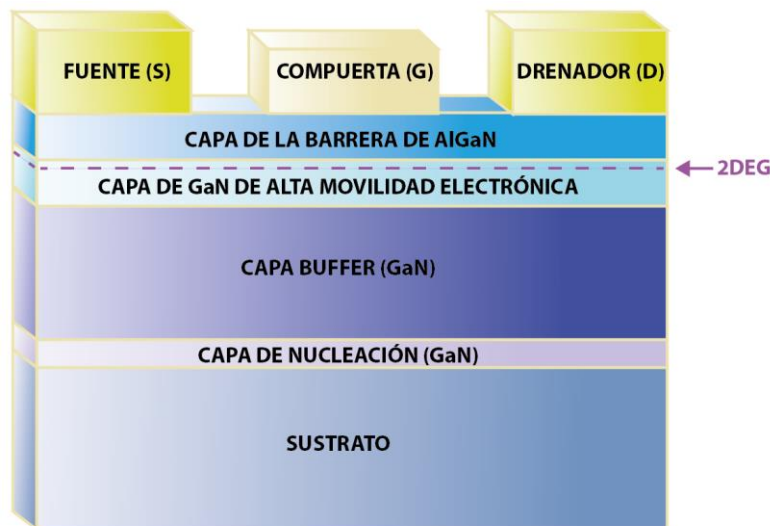 FUENTE (S)
COMPUERTA (G)
DRENADOR (D)
CAPA DE LA BARRERA DE AlGaN
2DEG
CAPA DE GaN DE ALTA MOVILIDAD ELECTRÓNICA
CAPA BUFFER (GaN)
CAPA DE NUCLEACIÓN (GaN)
SUSTRATO